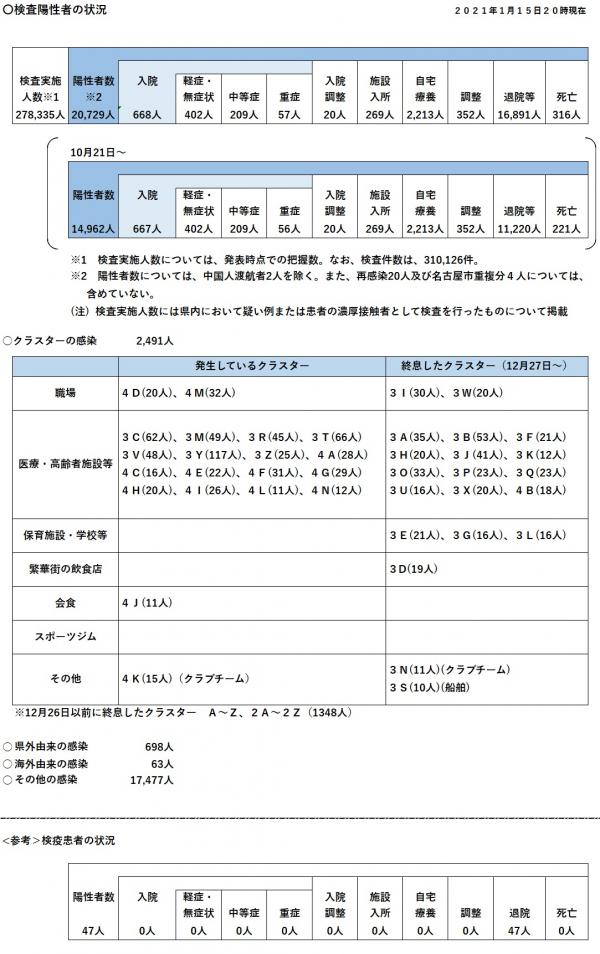 〇検査陽性者の状況
２０２１年１月１５日２０時現在
検査実施人数※1 陽性者数※2 入院 軽症・無症状 中等症 重症 入院調整 施設入所 自宅療養 調整 退院等 死亡
278,335人 20,729人 668人 402人 209人 57人 20人 269人 2,213人 352人 16,891人 316人
10月21日～
陽性者数 入院 軽症・無症状 中等症 重症 入院調整 施設入所 自宅療養 調整 退院等 死亡
14,962人 667人 402人 209人 56人 20人 269人 2,213人 352人 11,220人 221人
※1 検査実施人数については、発表時点での把握数。なお、検査件数は、310,126件。
※2 陽性者数については、中国人渡航者2人を除く。また、再感染20人及び名古屋市重複分４人については、
含めていない。
（注）検査実施人数には県内において疑い例または患者の濃厚接触者として検査を行ったものについて掲載
○クラスターの感染 2,491人
発生しているクラスター 終息したクラスター（12月27日～）
職場 ４Ｄ(20人)、４Ｍ(32人) ３Ｉ(30人)、３Ｗ(20人)
医療・高齢者施設等
３Ｃ(62人)、３Ｍ(49人)、３Ｒ(45人)、３Ｔ(66人)
３Ｖ(48人)、３Ｙ(117人)、３Ｚ(25人)、４Ａ(28人)
４Ｃ(16人)、４Ｅ(22人)、４Ｆ(31人)、４Ｇ(29人)
４Ｈ(20人)、４Ｉ(26人)、４Ｌ(11人)、４Ｎ(12人)
３Ａ(35人)、３Ｂ(53人)、３Ｆ(21人)
３Ｈ(20人)、３Ｊ(41人)、３Ｋ(12人)
３Ｏ(33人)、３Ｐ(23人)、３Ｑ(23人)
３Ｕ(16人)、３Ｘ(20人)、４Ｂ(18人)
保育施設・学校等 ３Ｅ(21人)、３Ｇ(16人)、３Ｌ(16人)
繁華街の飲食店 ３Ｄ(19人)
会食 ４Ｊ(11人)
スポーツジム
その他 ４Ｋ(15人)（クラブチーム）
３Ｎ(11人)(クラブチーム)
３Ｓ(10人)(船舶)
※12月26日以前に終息したクラスター Ａ～Ｚ、２Ａ～２Ｚ（1348人）
○県外由来の感染 698人
○海外由来の感染 63人
○その他の感染 17,477人
＜参考＞検疫患者の状況
陽性者数 入院 軽症・無症状 中等症 重症 入院調整 施設入所 自宅療養 調整 退院 死亡
47人 0人 0人 0人 0人 0人 0人 0人 0人 47人 0人